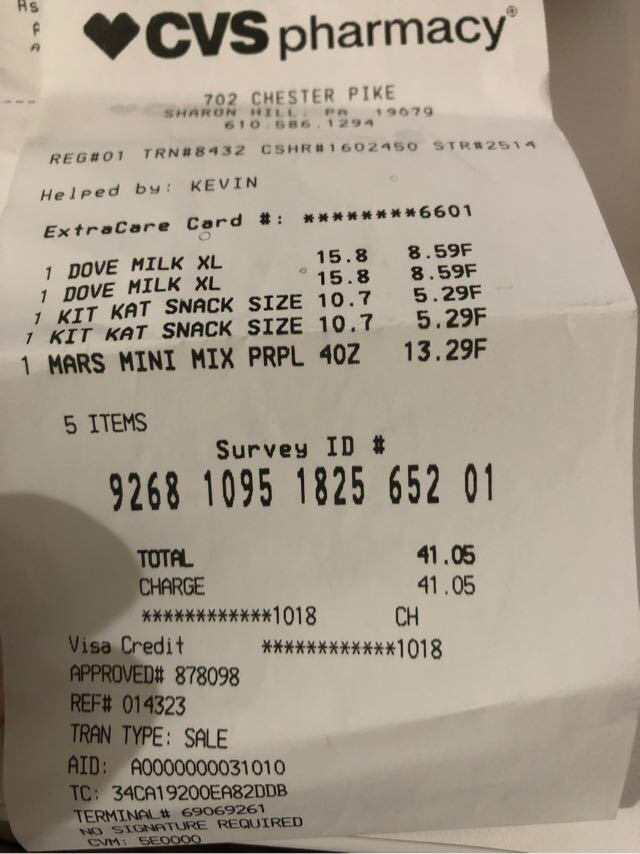 As
CVS pharmacy®
702 CHESTER PIKE
SHARON HILL, PA 19079
610.586.1294
REG#01 TRN#8432 CSHR#1602450 STR#2514
Helped by: KEVIN
ExtraCare Card #: ********6601
1 DOVE MILK XL 15.8 8.59F
1 DOVE MILK XL 15.8 8.59F
1 KIT KAT SNACK SIZE 10.7 5.29F
1 KIT KAT SNACK SIZE 10.7 5.29F
1 MARS MINI MIX PRPL 40Z 13.29F
5 ITEMS
Survey ID #
9268 1095 1825 652 01
TOTAL 41.05
CHARGE 41.05
************1018 CH
Visa Credit ************1018
APPROVED# 878098
REF# 014323
TRAN TYPE: SALE
AID: A0000000031010
TC: 34CA19200EA82DDB
TERMINAL# 69069261
NO SIGNATURE REQUIRED
CVM: 5E0000